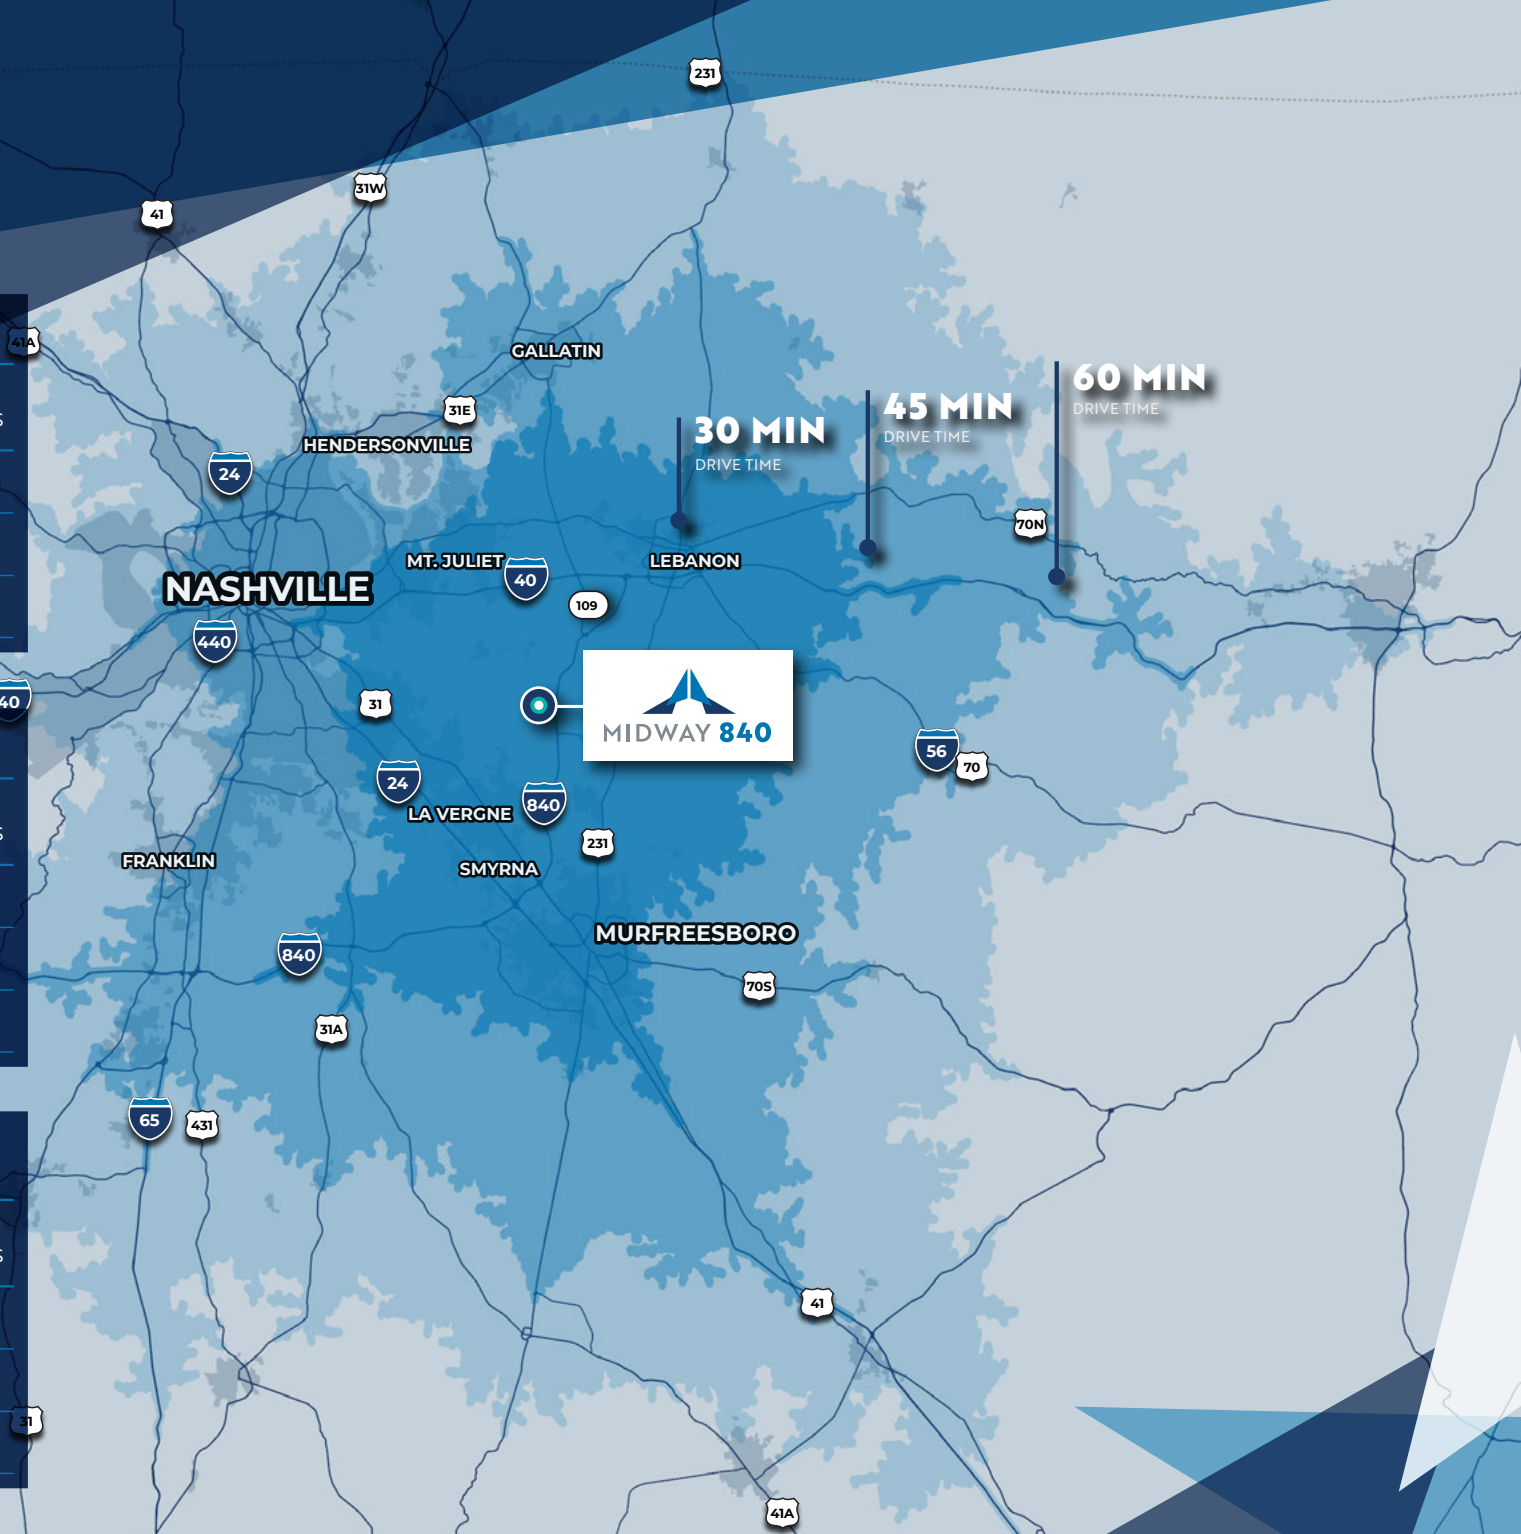 231
31W
41
41A
GALLATIN
60 MIN
DRIVE TIME
45 MIN
DRIVE TIME
31E
30 MIN
DRIVE TIME
S
HENDERSONVILLE
24
70N
MT. JULIET
LEBANON
40
NASHVILLE
109
440
40
31
MIDWAY 840
56
70
24
LA VERGNE
840
S
231
FRANKLIN
SMYRNA
MURFREESBORO
840
70S
31A
65
431
S
41
31
41A